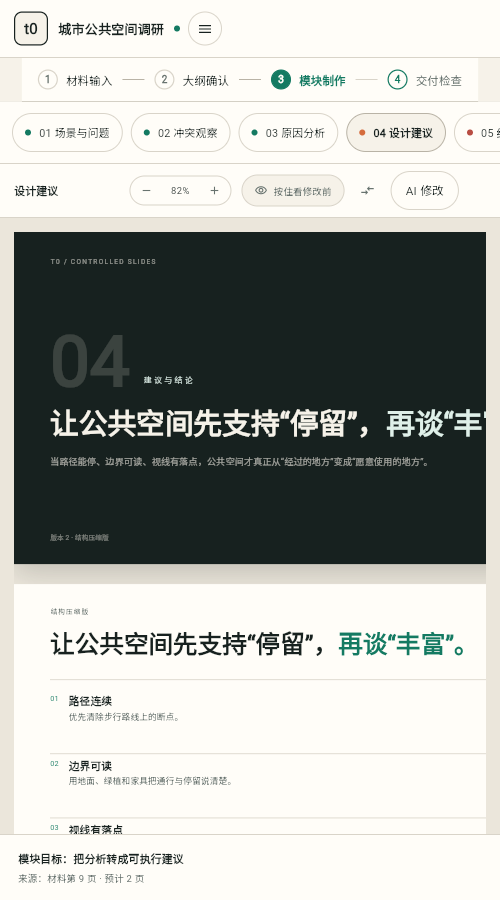 t0 城市公共空间调研
1 材料输入 2 大纲确认 3 模块制作 4 交付检查
01 场景与问题 02 冲突观察 03 原因分析 04 设计建议 05
设计建议 − 82% + 按住看修改前 AI 修改
T0 / CONTROLLED SLIDES
04 建议与结论
让公共空间先支持“停留”，再谈“丰
当路径能停、边界可读、视线有落点，公共空间才真正从“经过的地方”变成“愿意使用的地方”。
版本 2 · 结构压缩版
结构压缩版
让公共空间先支持“停留”，再谈“丰富”。
01 路径连续
优先清除步行路线上的断点。
02 边界可读
用地面、绿植和家具把通行与停留说清楚。
03 视线有落点
模块目标：把分析转成可执行建议
来源：材料第 9 页 · 预计 2 页